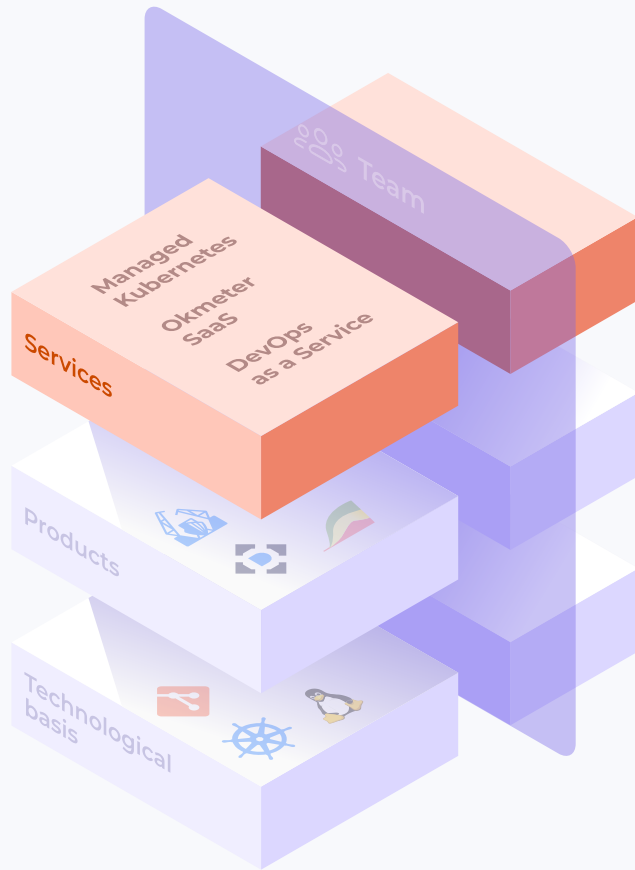 Team
Managed
Kubernetes
Okmeter
SaaS
DevOps
as a Service
Services
Products
Technological
basis